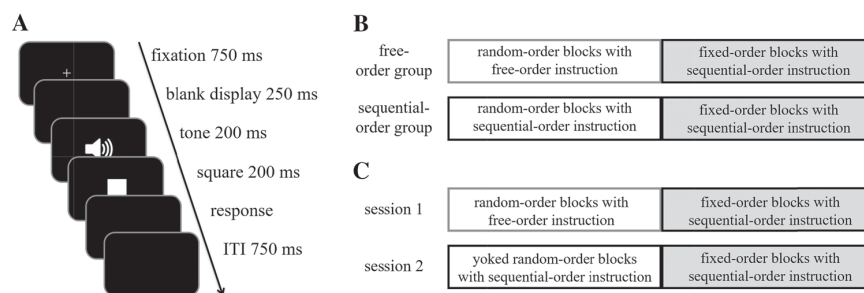 A
fixation 750 ms
blank display 250 ms
tone 200 ms
square 200 ms
response
ITI 750 ms
B
free-
order group
random-order blocks with
free-order instruction
fixed-order blocks with
sequential-order instruction
sequential-
order group
random-order blocks with
sequential-order instruction
fixed-order blocks with
sequential-order instruction
C
session 1
random-order blocks with
free-order instruction
fixed-order blocks with
sequential-order instruction
session 2
yoked random-order blocks
with sequential-order instruction
fixed-order blocks with
sequential-order instruction